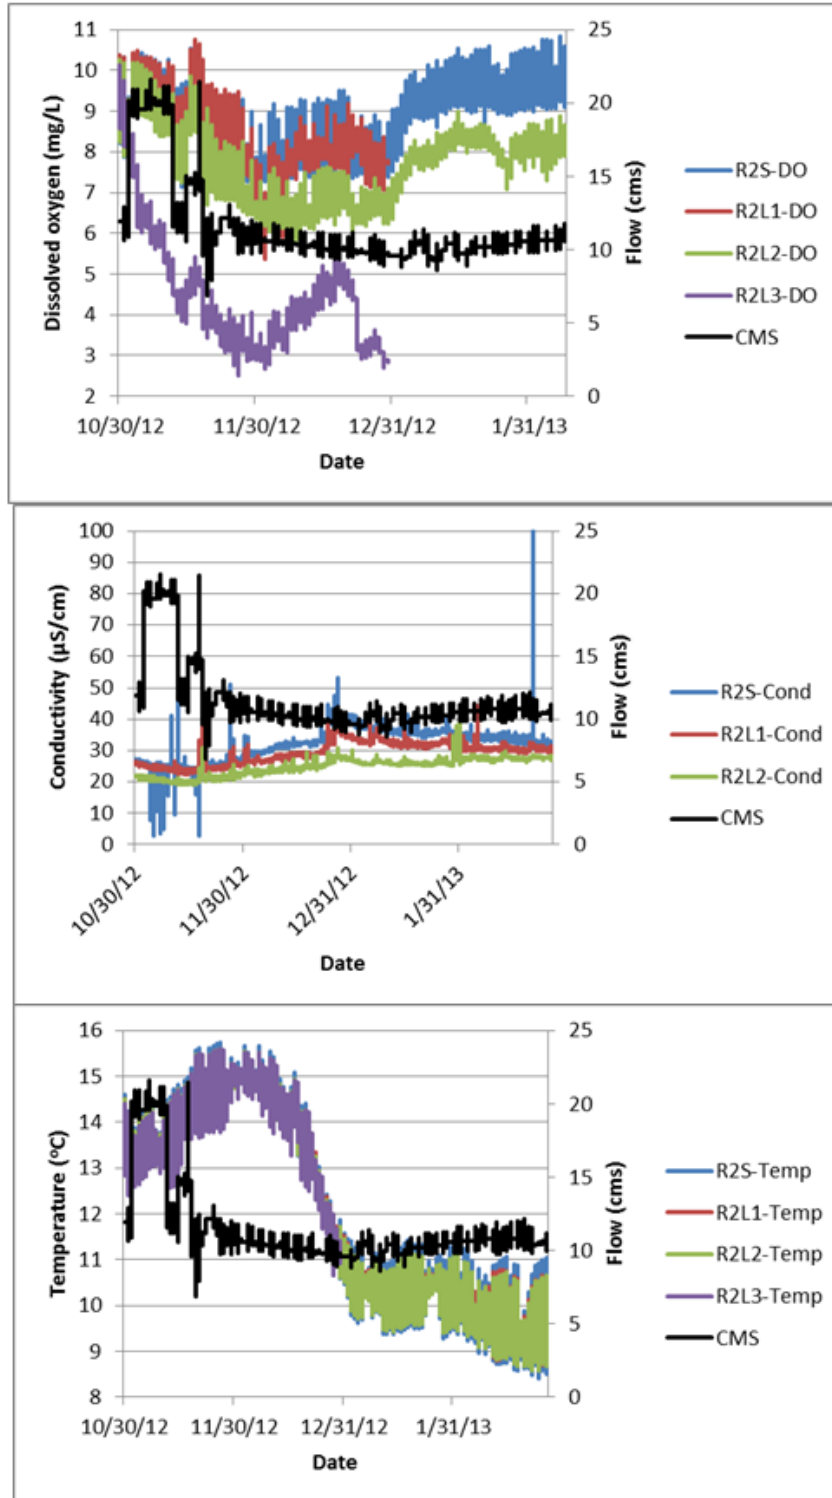 11
10
9
8
7
6
5
4
3
2
Dissolved oxygen (mg/L)
25
20
15
10
5
0
Flow (cms)
10/30/12 11/30/12 12/31/12 1/31/13
Date
R2S-DO
R2L1-DO
R2L2-DO
R2L3-DO
CMS
100
90
80
70
60
50
40
30
20
10
0
Conductivity (µS/cm)
25
20
15
10
5
0
Flow (cms)
10/30/12 11/30/12 12/31/12 1/31/13
Date
R2S-Cond
R2L1-Cond
R2L2-Cond
CMS
16
15
14
13
12
11
10
9
8
Temperature (°C)
25
20
15
10
5
0
Flow (cms)
10/30/12 11/30/12 12/31/12 1/31/13
Date
R2S-Temp
R2L1-Temp
R2L2-Temp
R2L3-Temp
CMS